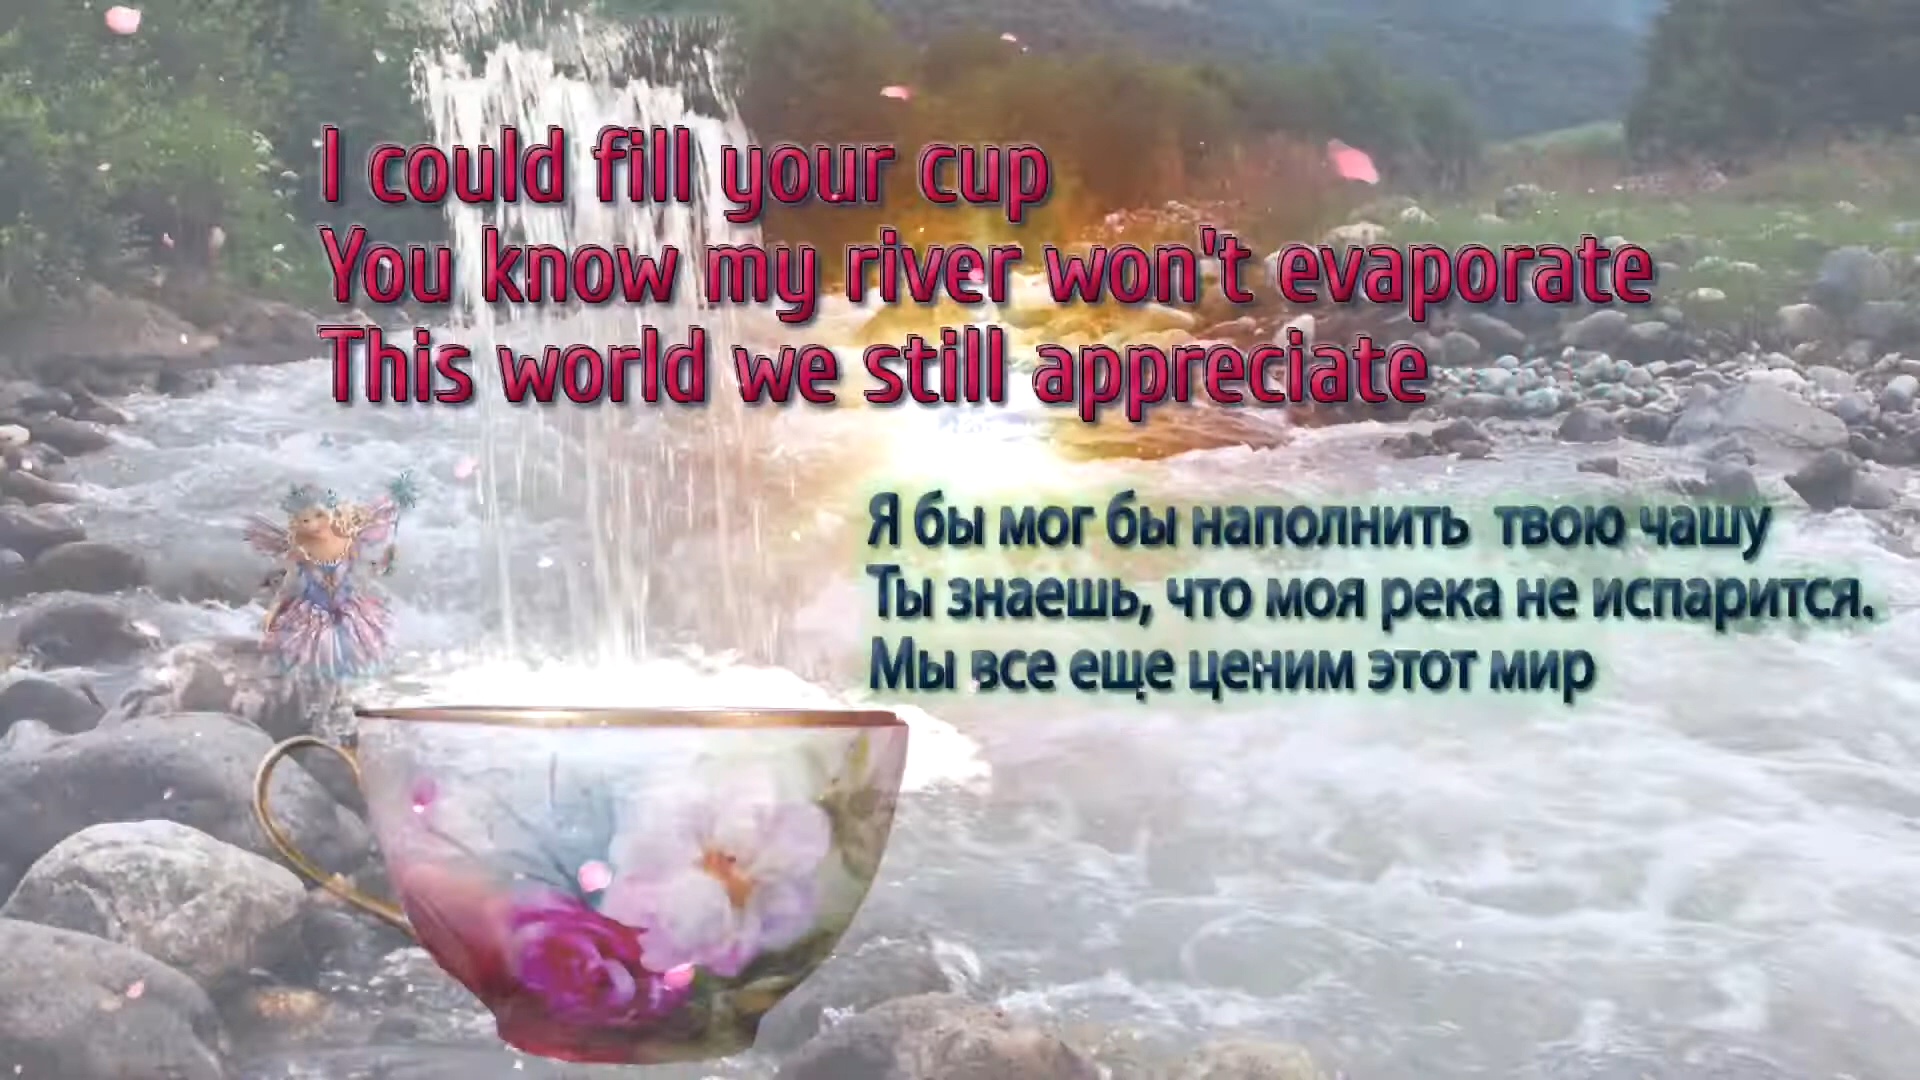 I could fill your cup
You know my river won't evaporate
This world we still appreciate
Я бы мог бы наполнить твою чашу
Ты знаешь, что моя река не испарится.
Мы все еще ценим этот мир